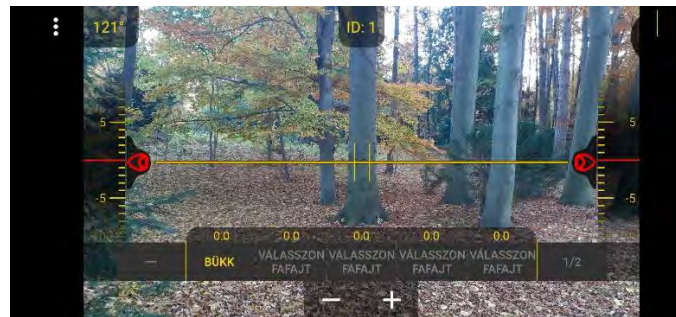 121°
ID: 1
5
5
-5
-5
0.0 0.0 0.0 0.0 0.0
— BÜKK VÁLASSZON FAFAJT VÁLASSZON FAFAJT VÁLASSZON FAFAJT VÁLASSZON FAFAJT 1/2
— +